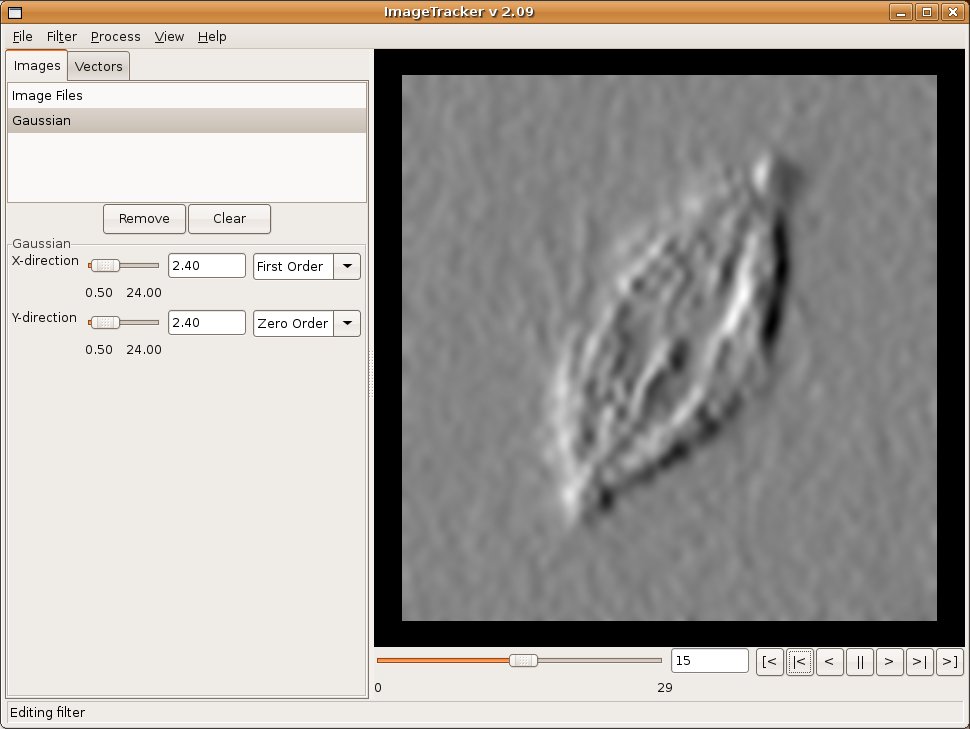 ImageTracker v 2.09
File Filter Process View Help
Images Vectors
Image Files
Gaussian
Remove Clear
Gaussian
X-direction 2.40 First Order
0.50 24.00
Y-direction 2.40 Zero Order
0.50 24.00
15 [< |< < || > >| >]
0 29
Editing filter